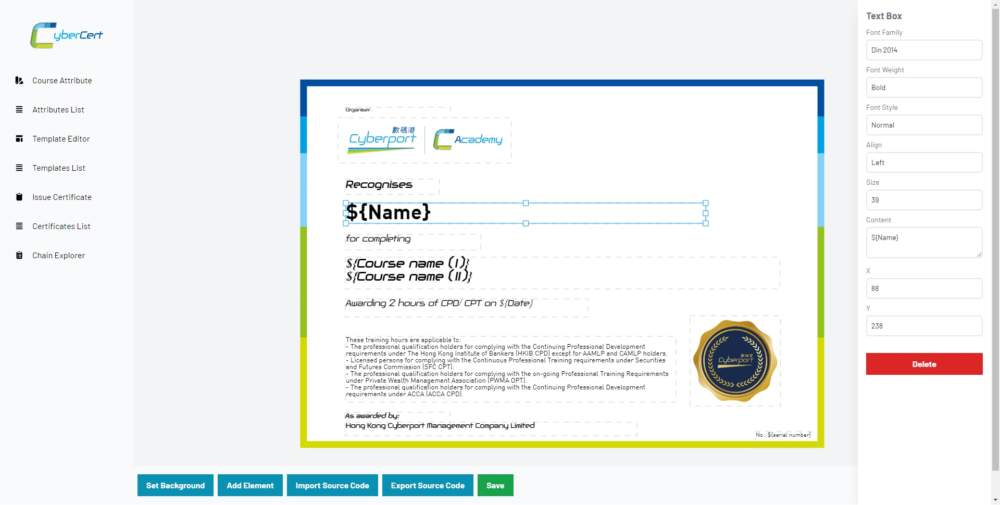 CyberCert
Course Attribute
Attributes List
Template Editor
Templates List
Issue Certificate
Certificates List
Chain Explorer
Organiser:
數碼港
Cyberport
Academy
Recognises
${Name}
for completing
${Course name (I)}
${Course name (II)}
Awarding 2 hours of CPD/ CPT on ${Date}
These training hours are applicable to:
- The professional qualification holders for complying with the Continuing Professional Development
requirements under The Hong Kong Institute of Bankers (HKIB CPD) except for AAMLP and CAMLP holders.
- Licensed persons for complying with the Continuous Professional Training requirements under Securities
and Futures Commission (SFC CPT).
- The professional qualification holders for complying with the on-going Professional Training Requirements
under Private Wealth Management Association (PWMA OPT).
- The professional qualification holders for complying with the Continuing Professional Development
requirements under ACCA (ACCA CPD).
數碼港
Cyberport
As awarded by:
Hong Kong Cyberport Management Company Limited
No.: ${serial number}
Set Background
Add Element
Import Source Code
Export Source Code
Save
Text Box
Font Family
Din 2014
Font Weight
Bold
Font Style
Normal
Align
Left
Size
39
Content
${Name}
X
88
Y
238
Delete